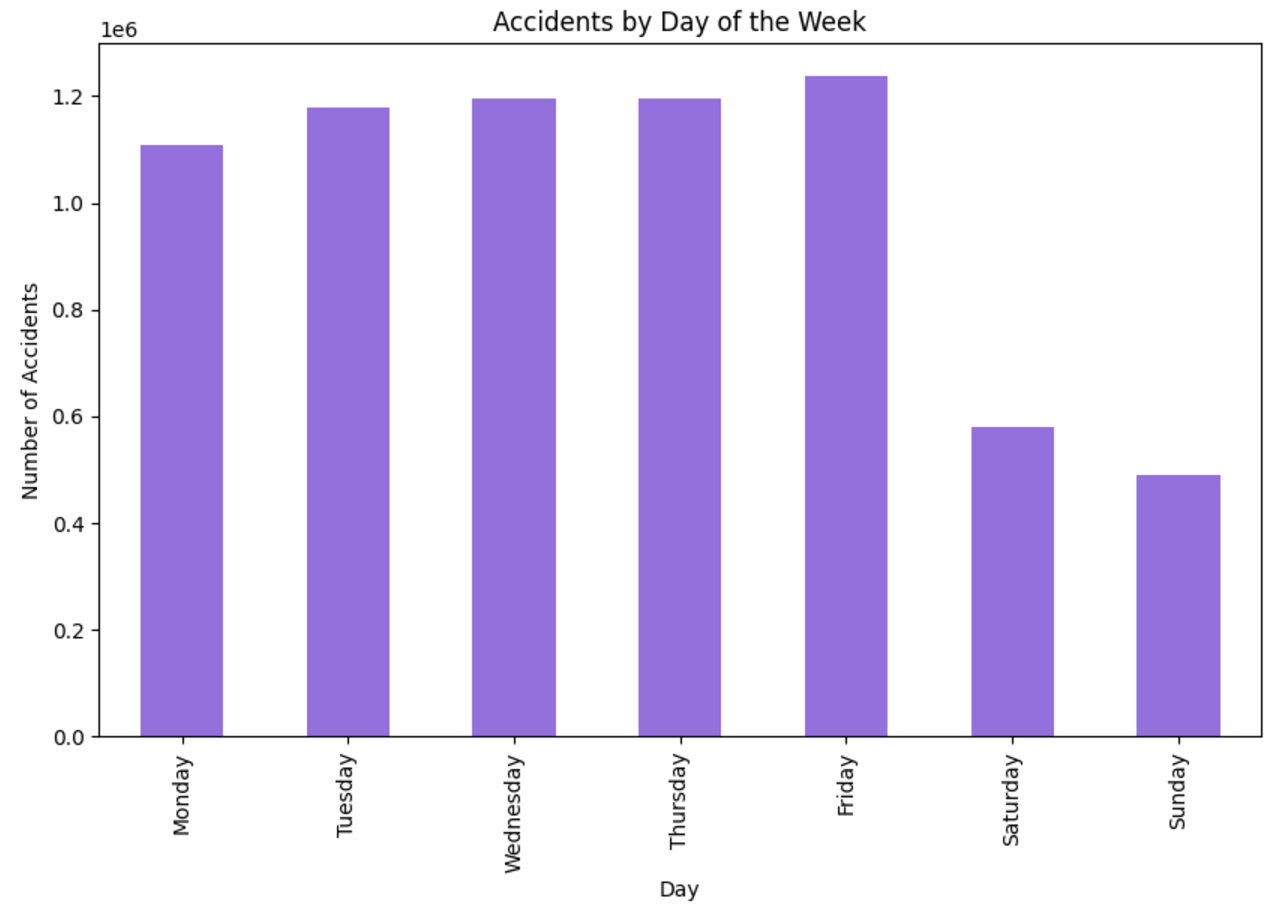 Accidents by Day of the Week
1e6
1.2
1.0
0.8
0.6
0.4
0.2
0.0
Number of Accidents
Monday
Tuesday
Wednesday
Thursday
Friday
Saturday
Sunday
Day